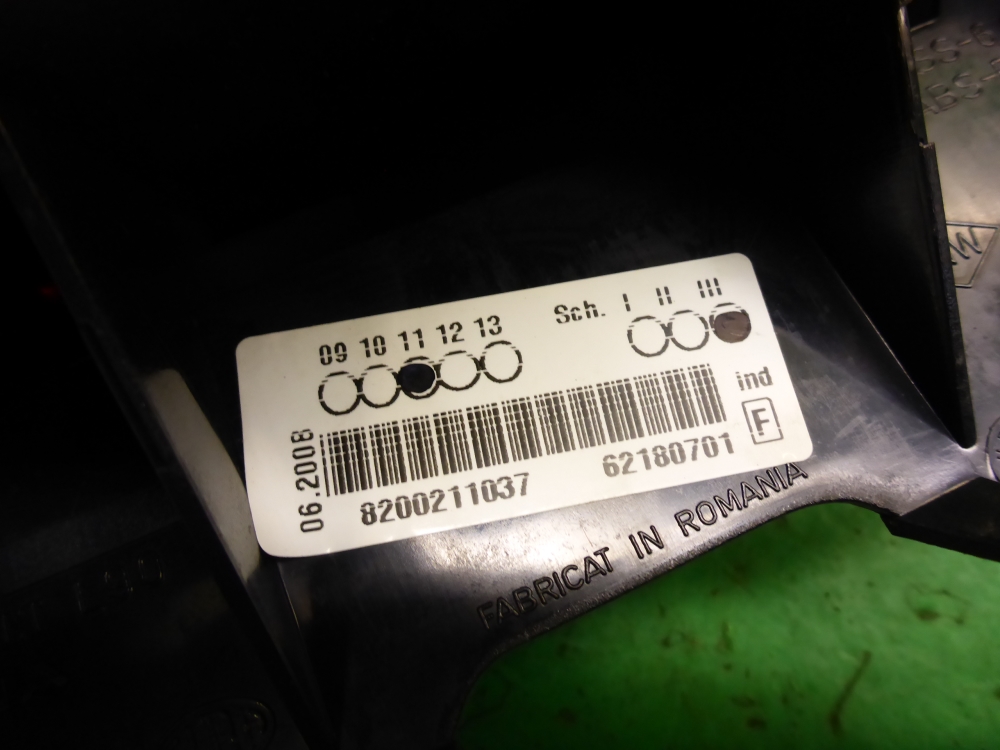 09 10 11 12 13
Sch. I II III
ind
F
06.2008
8200211037
62180701
FABRICAT IN ROMANIA